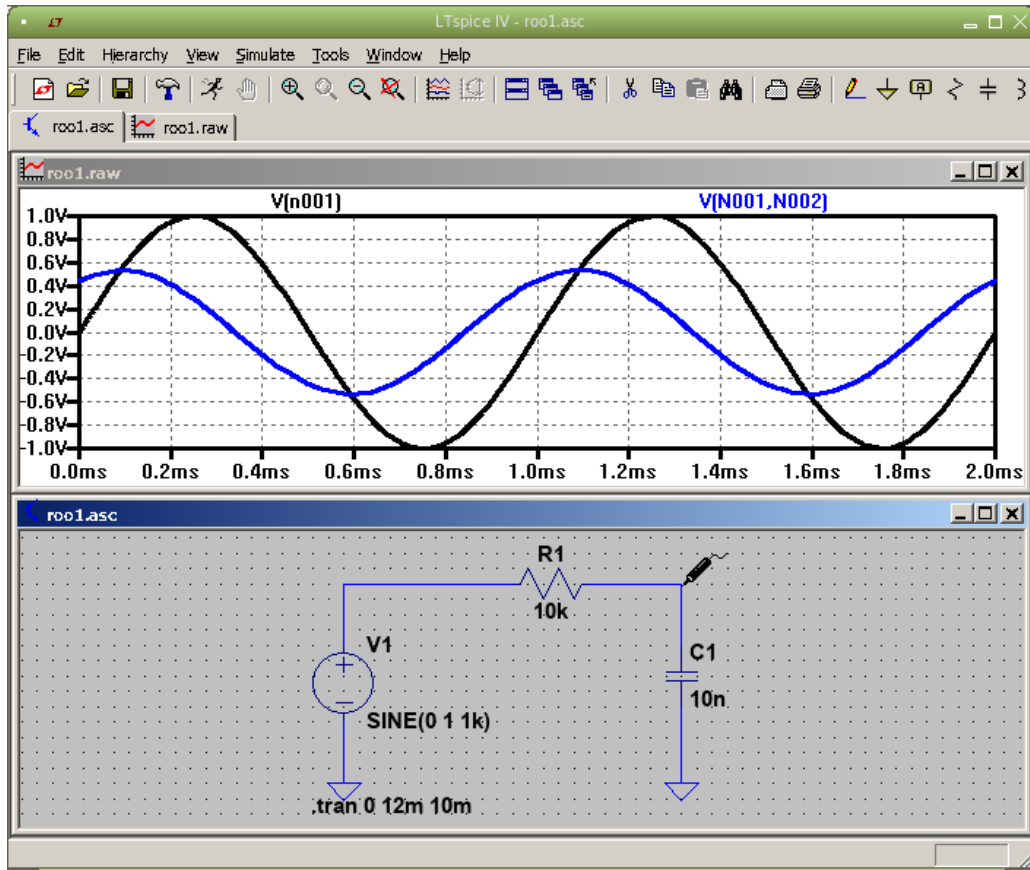 LTspice IV - roo1.asc
File Edit Hierarchy View Simulate Tools Window Help
roo1.asc roo1.raw
roo1.raw
V(n001) V(N001,N002)
1.0V
0.8V
0.6V
0.4V
0.2V
0.0V
-0.2V
-0.4V
-0.6V
-0.8V
-1.0V
0.0ms 0.2ms 0.4ms 0.6ms 0.8ms 1.0ms 1.2ms 1.4ms 1.6ms 1.8ms 2.0ms
roo1.asc
R1
10k
V1
C1
10n
SINE(0 1 1k)
.tran 0 12m 10m